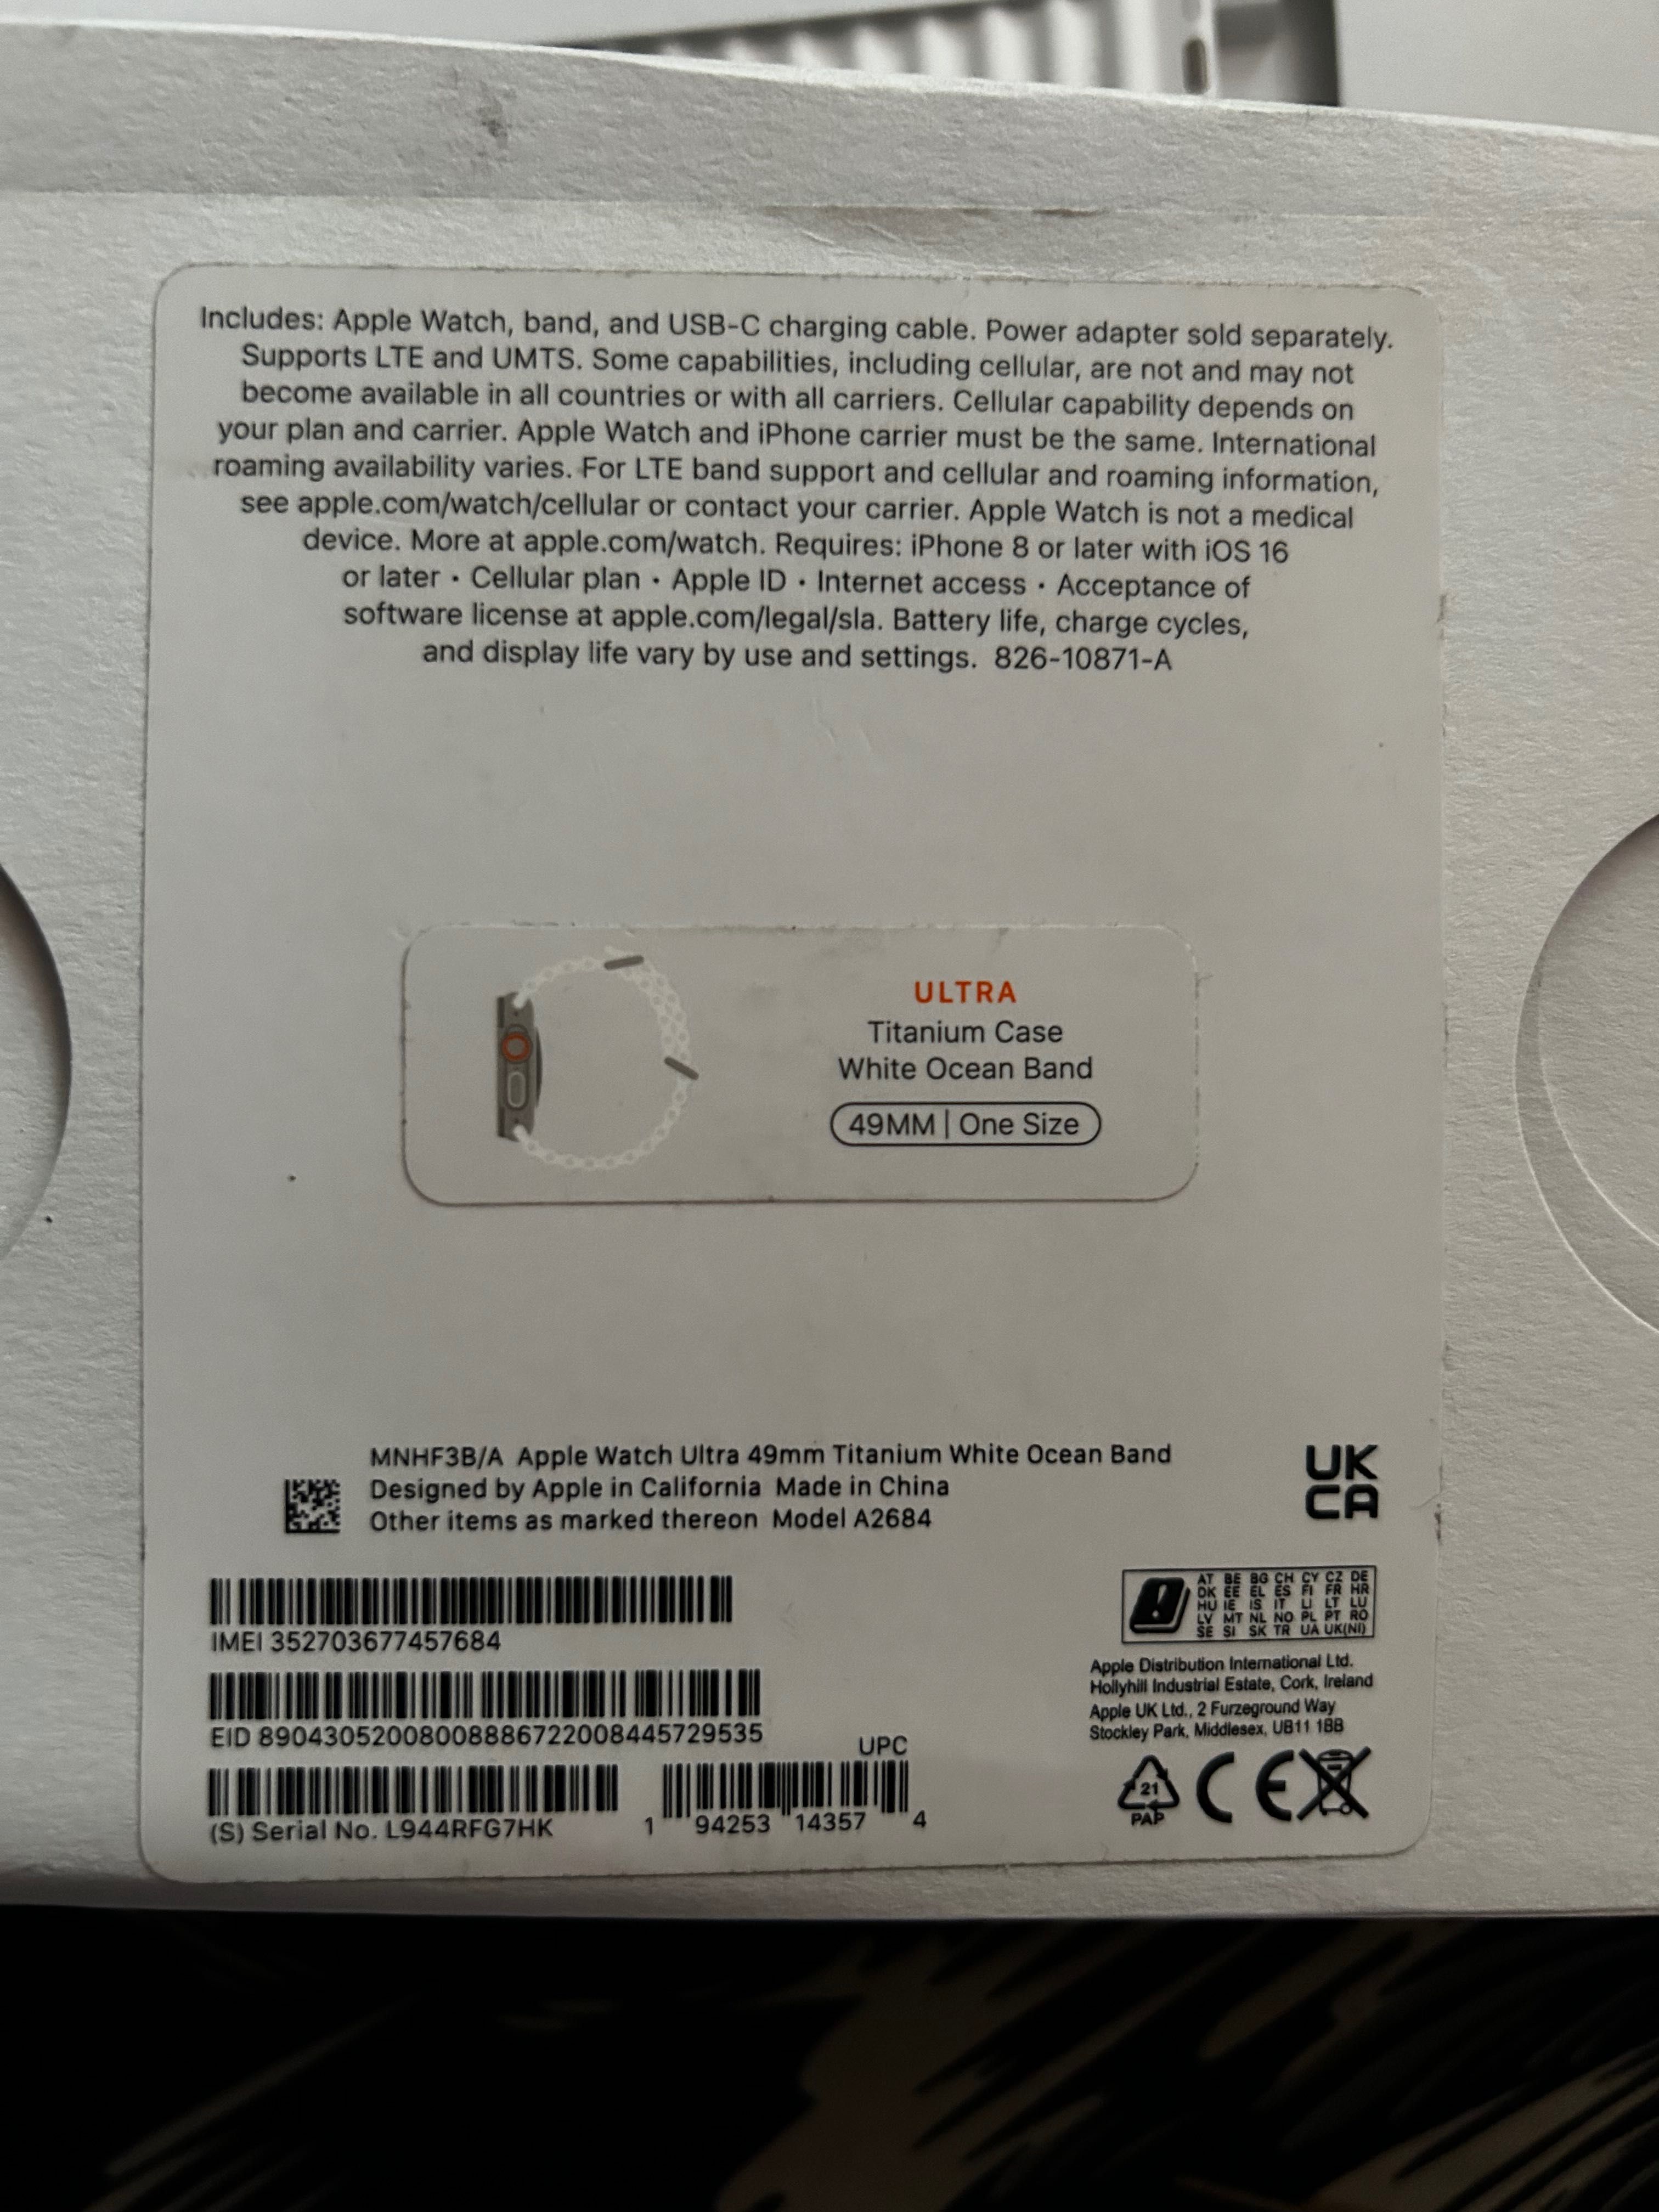 Includes: Apple Watch, band, and USB-C charging cable. Power adapter sold separately.
Supports LTE and UMTS. Some capabilities, including cellular, are not and may not
become available in all countries or with all carriers. Cellular capability depends on
your plan and carrier. Apple Watch and iPhone carrier must be the same. International
roaming availability varies. For LTE band support and cellular and roaming information,
see apple.com/watch/cellular or contact your carrier. Apple Watch is not a medical
device. More at apple.com/watch. Requires: iPhone 8 or later with iOS 16
or later • Cellular plan • Apple ID • Internet access • Acceptance of
software license at apple.com/legal/sla. Battery life, charge cycles,
and display life vary by use and settings. 826-10871-A
ULTRA
Titanium Case
White Ocean Band
49MM | One Size
MNHF3B/A Apple Watch Ultra 49mm Titanium White Ocean Band
Designed by Apple in California Made in China
Other items as marked thereon Model A2684
UK
CA
IMEI 352703677457684
EID 89043052008008886722008445729535
(S) Serial No. L944RFG7HK
UPC
1 94253 14357 4
AT BE BG CH CY CZ DE
DK EE EL ES FI FR HR
HU IE IS IT LI LT LU
LV MT NL NO PL PT RO
SE SI SK TR UA UK(NI)
Apple Distribution International Ltd.
Hollyhill Industrial Estate, Cork, Ireland
Apple UK Ltd., 2 Furzeground Way
Stockley Park, Middlesex, UB11 1BB
21
PAP
CE